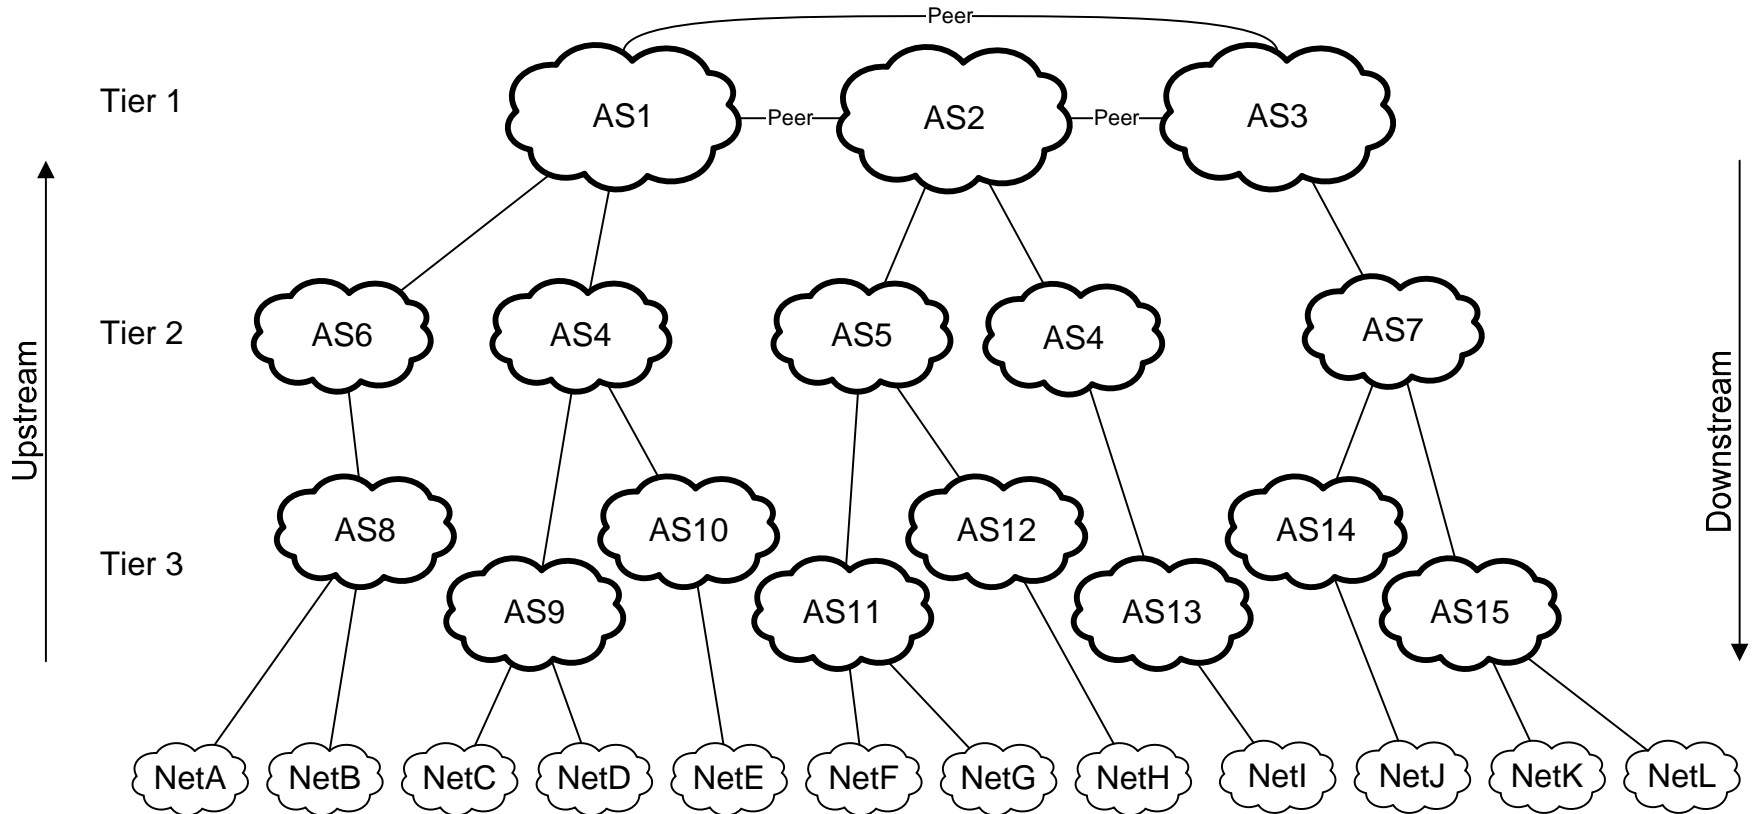 Peer
Tier 1
AS1
Peer
AS2
Peer
AS3
Tier 2
AS6
AS4
AS5
AS4
AS7
Upstream
Downstream
Tier 3
AS8
AS10
AS12
AS14
AS9
AS11
AS13
AS15
NetA
NetB
NetC
NetD
NetE
NetF
NetG
NetH
NetI
NetJ
NetK
NetL